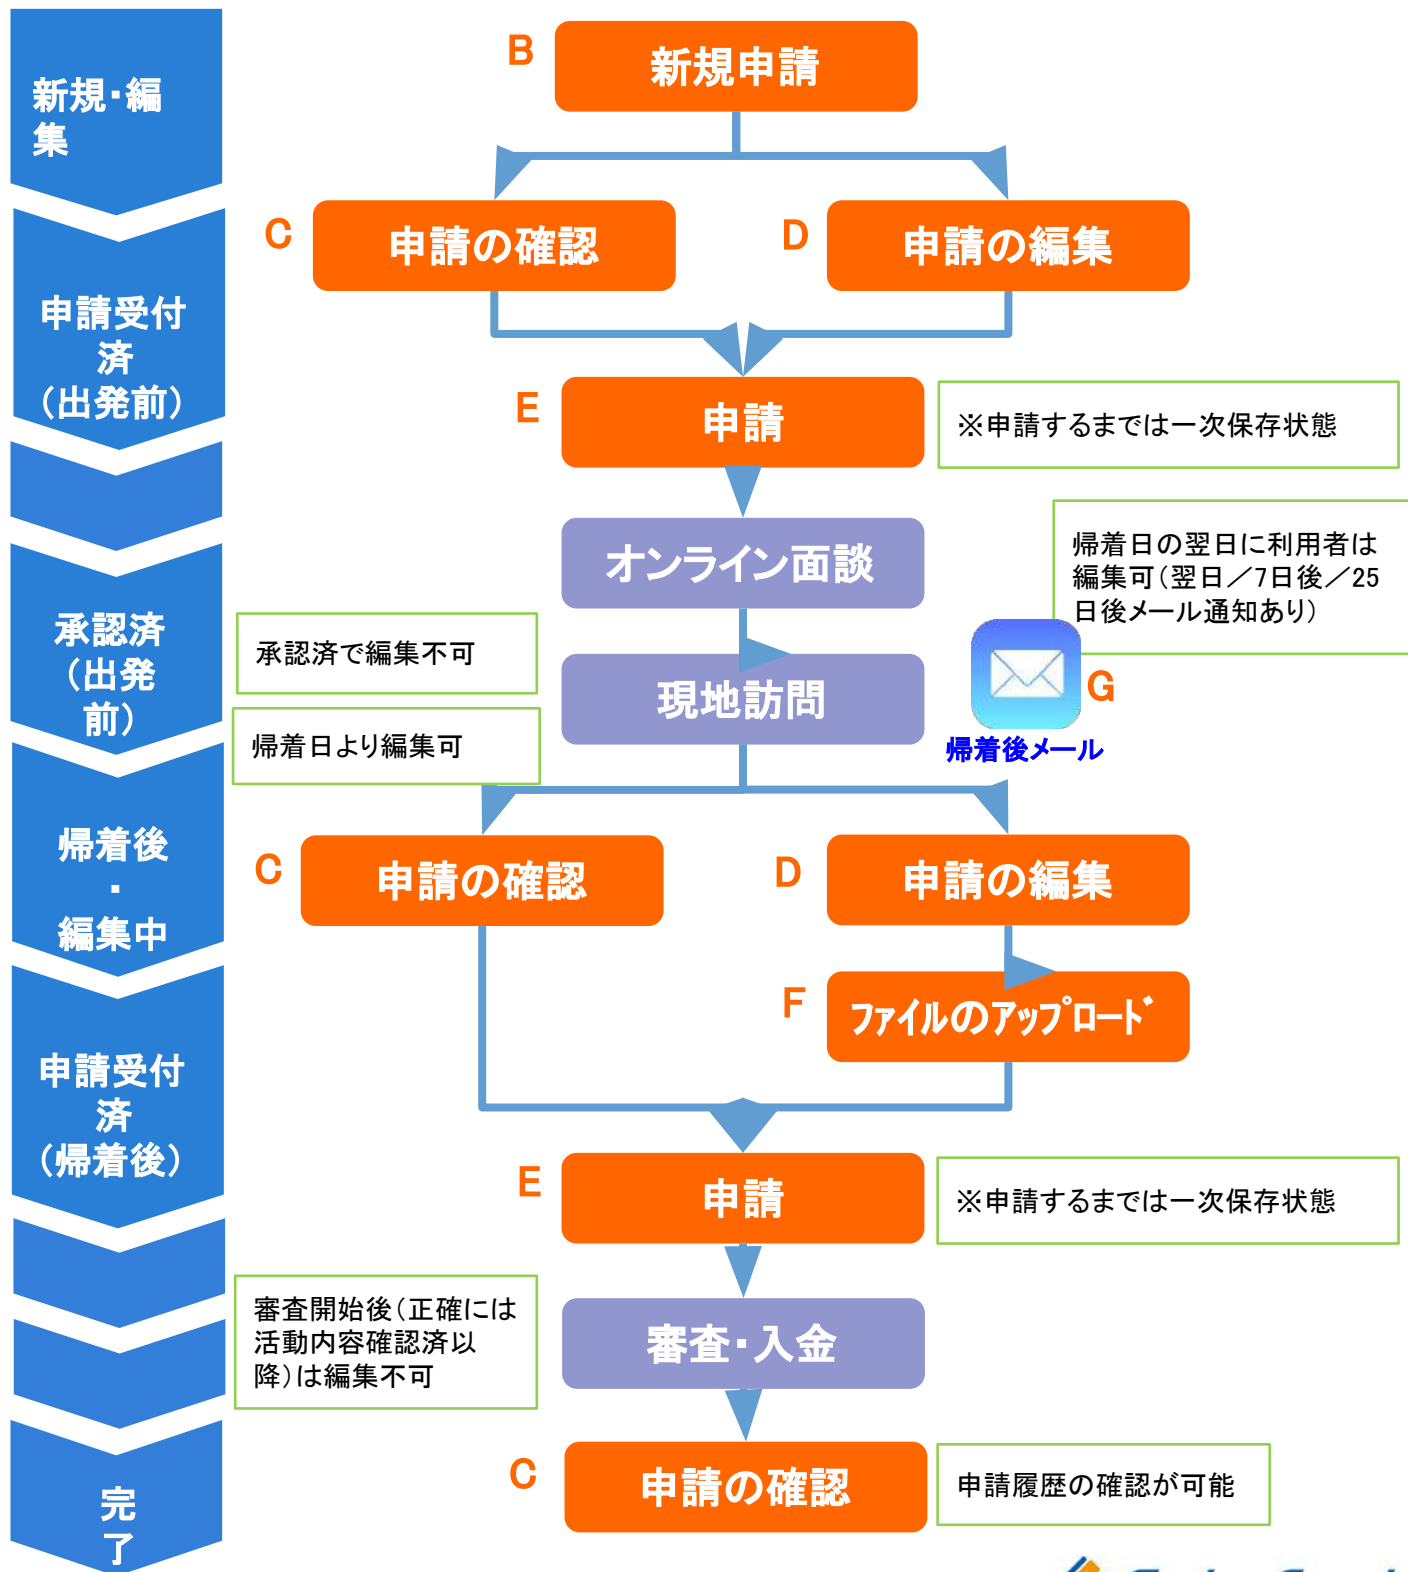 新規・編
集
B
新規申請
C
申請の確認
D
申請の編集
申請受付
済
（出発前）
E
申請
※申請するまでは一次保存状態
オンライン面談
帰着日の翌日に利用者は
編集可（翌日／7日後／25
日後メール通知あり）
承認済
（出発
前）
承認済で編集不可
現地訪問
G
帰着後メール
帰着日より編集可
帰着後
・
編集中
C
申請の確認
D
申請の編集
F
ファイルのアップロード
申請受付
済
（帰着後）
E
申請
※申請するまでは一次保存状態
審査開始後（正確には
活動内容確認済以
降）は編集不可
審査・入金
C
申請の確認
申請履歴の確認が可能
完
了